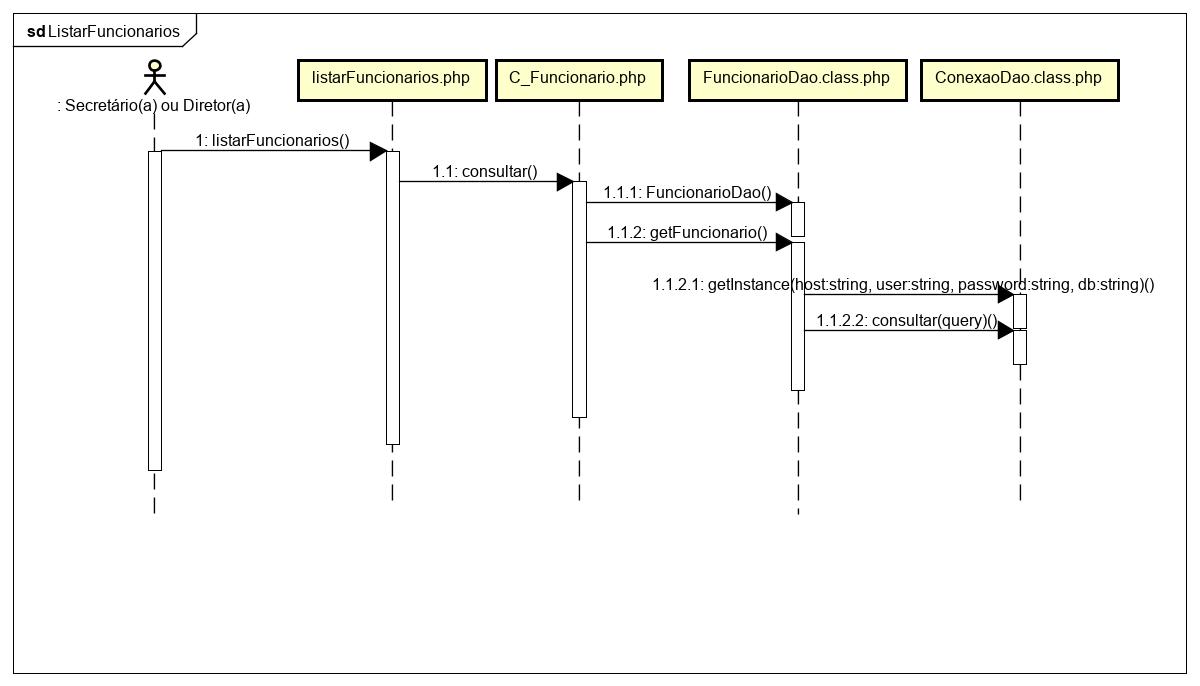 sd ListarFuncionarios
: Secretário(a) ou Diretor(a)
listarFuncionarios.php
C_Funcionario.php
FuncionarioDao.class.php
ConexaoDao.class.php
1: listarFuncionarios()
1.1: consultar()
1.1.1: FuncionarioDao()
1.1.2: getFuncionario()
1.1.2.1: getInstance(host:string, user:string, password:string, db:string)()
1.1.2.2: consultar(query)()